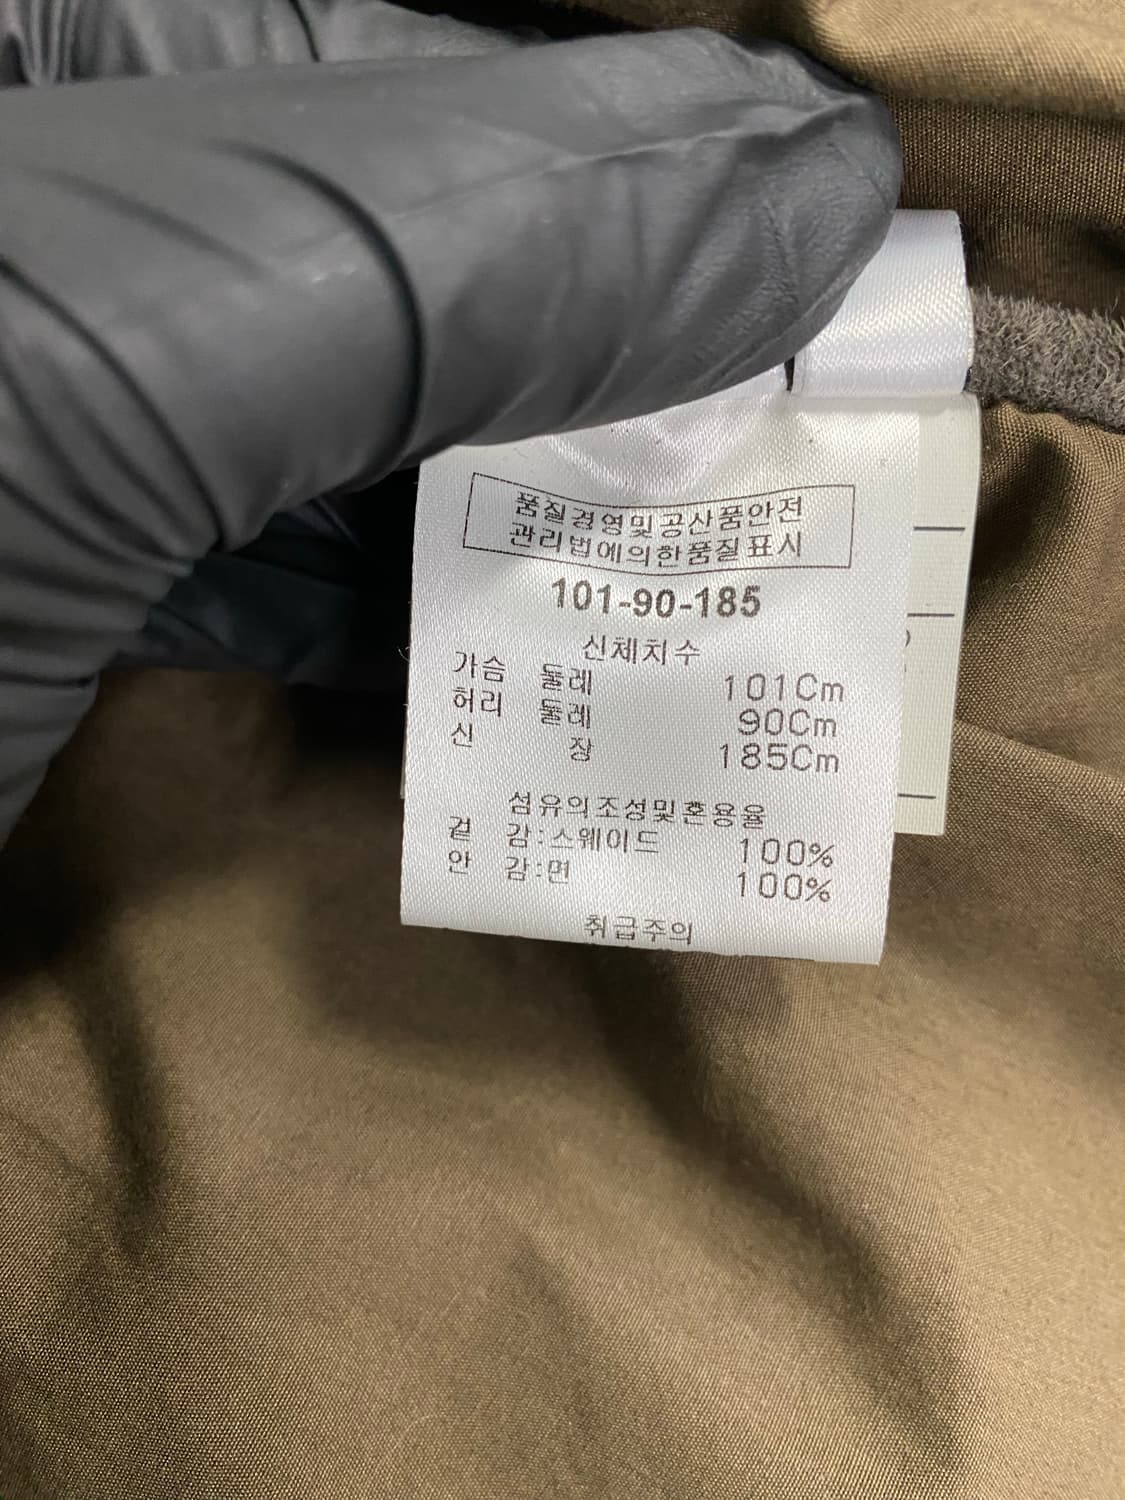 품질경영및공산품안전
관리법에의한품질표시
101-90-185
신체치수
가슴 둘레 101Cm
허리 둘레 90Cm
신 장 185Cm
섬유의조성및혼용율
겉 감:스웨이드 100%
안 감:면 100%
취급주의